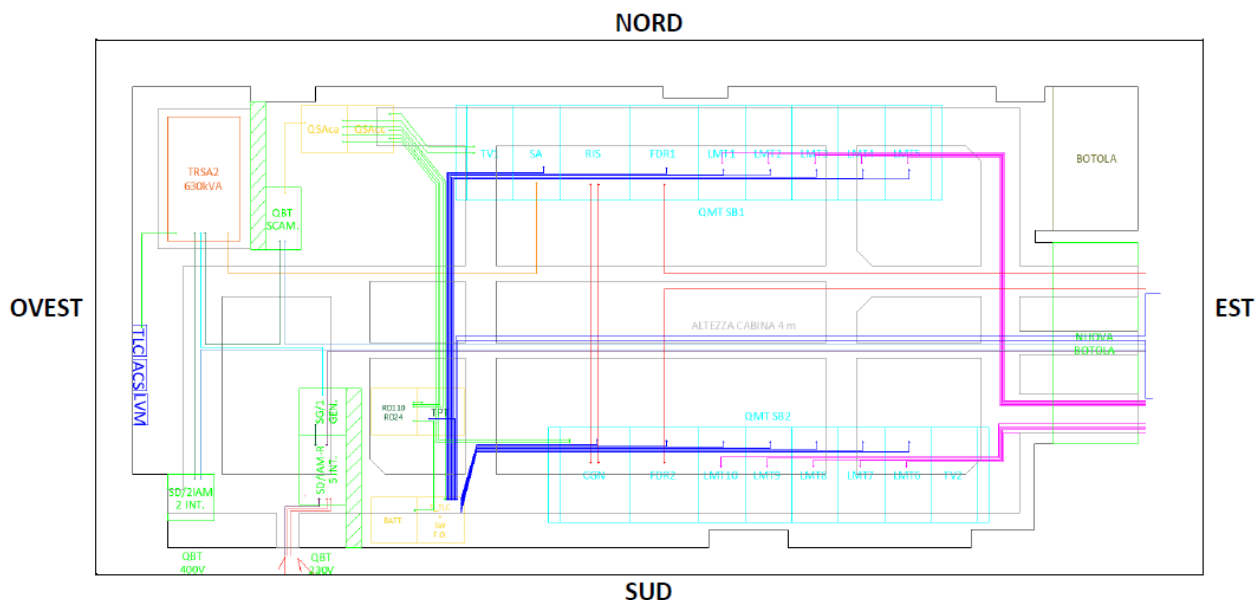 NORD
QSAca QSAcc
TV1 SA RIS. FDR1 LMT1 LMT2 LMT3 LMT4 LMT5
BOTOLA
TRSA2
630kVA
QBT
SCAM.
QMT SB1
OVEST
EST
ALTEZZA CABINA 4 m
NUOVA
BOTOLA
TLC ACS LVM
SG/1
GEN.
RD110
RD24
TPT
QMT SB2
SD/IAM-R
5 INT.
CGN FDR2 LMT10 LMT9 LMT8 LMT7 LMT6 TV2
SD/2IAM
2 INT.
BATT.
SW
QBT
400V
QBT
230V
SUD